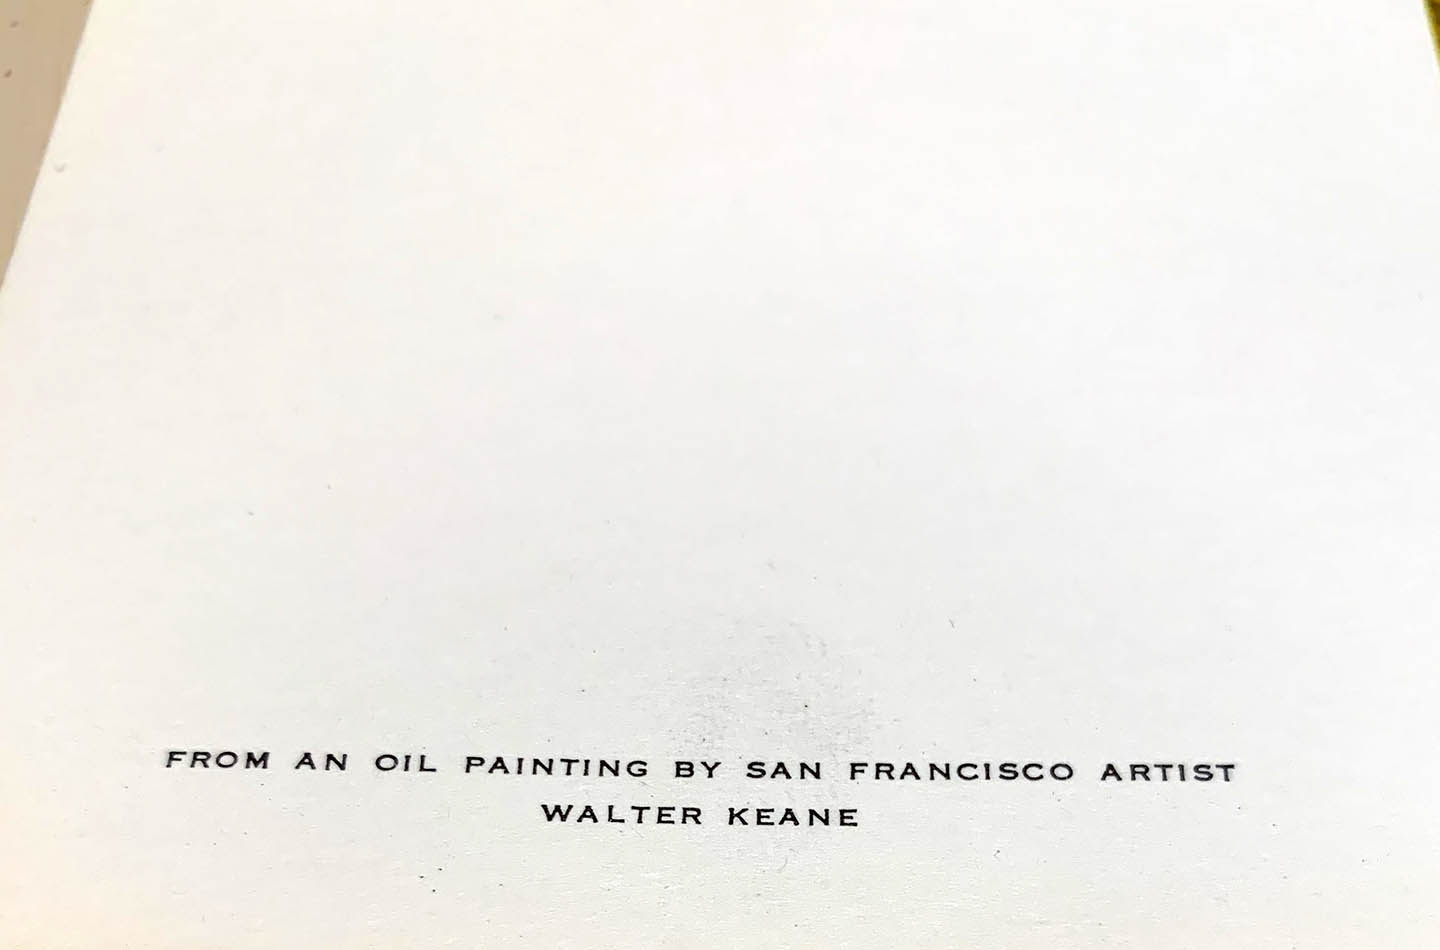 FROM AN OIL PAINTING BY SAN FRANCISCO ARTIST
WALTER KEANE